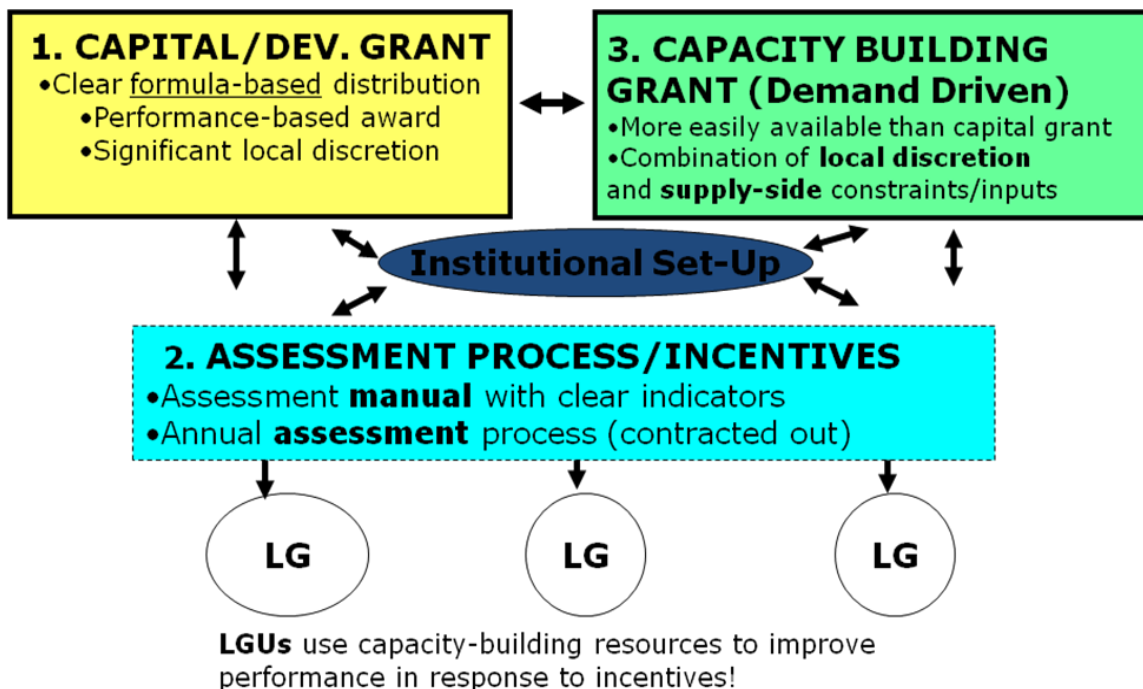 1. CAPITAL/DEV. GRANT
•Clear formula-based distribution
•Performance-based award
•Significant local discretion
3. CAPACITY BUILDING
GRANT (Demand Driven)
•More easily available than capital grant
•Combination of local discretion
and supply-side constraints/inputs
Institutional Set-Up
2. ASSESSMENT PROCESS/INCENTIVES
•Assessment manual with clear indicators
•Annual assessment process (contracted out)
LG
LG
LG
LGUs use capacity-building resources to improve
performance in response to incentives!